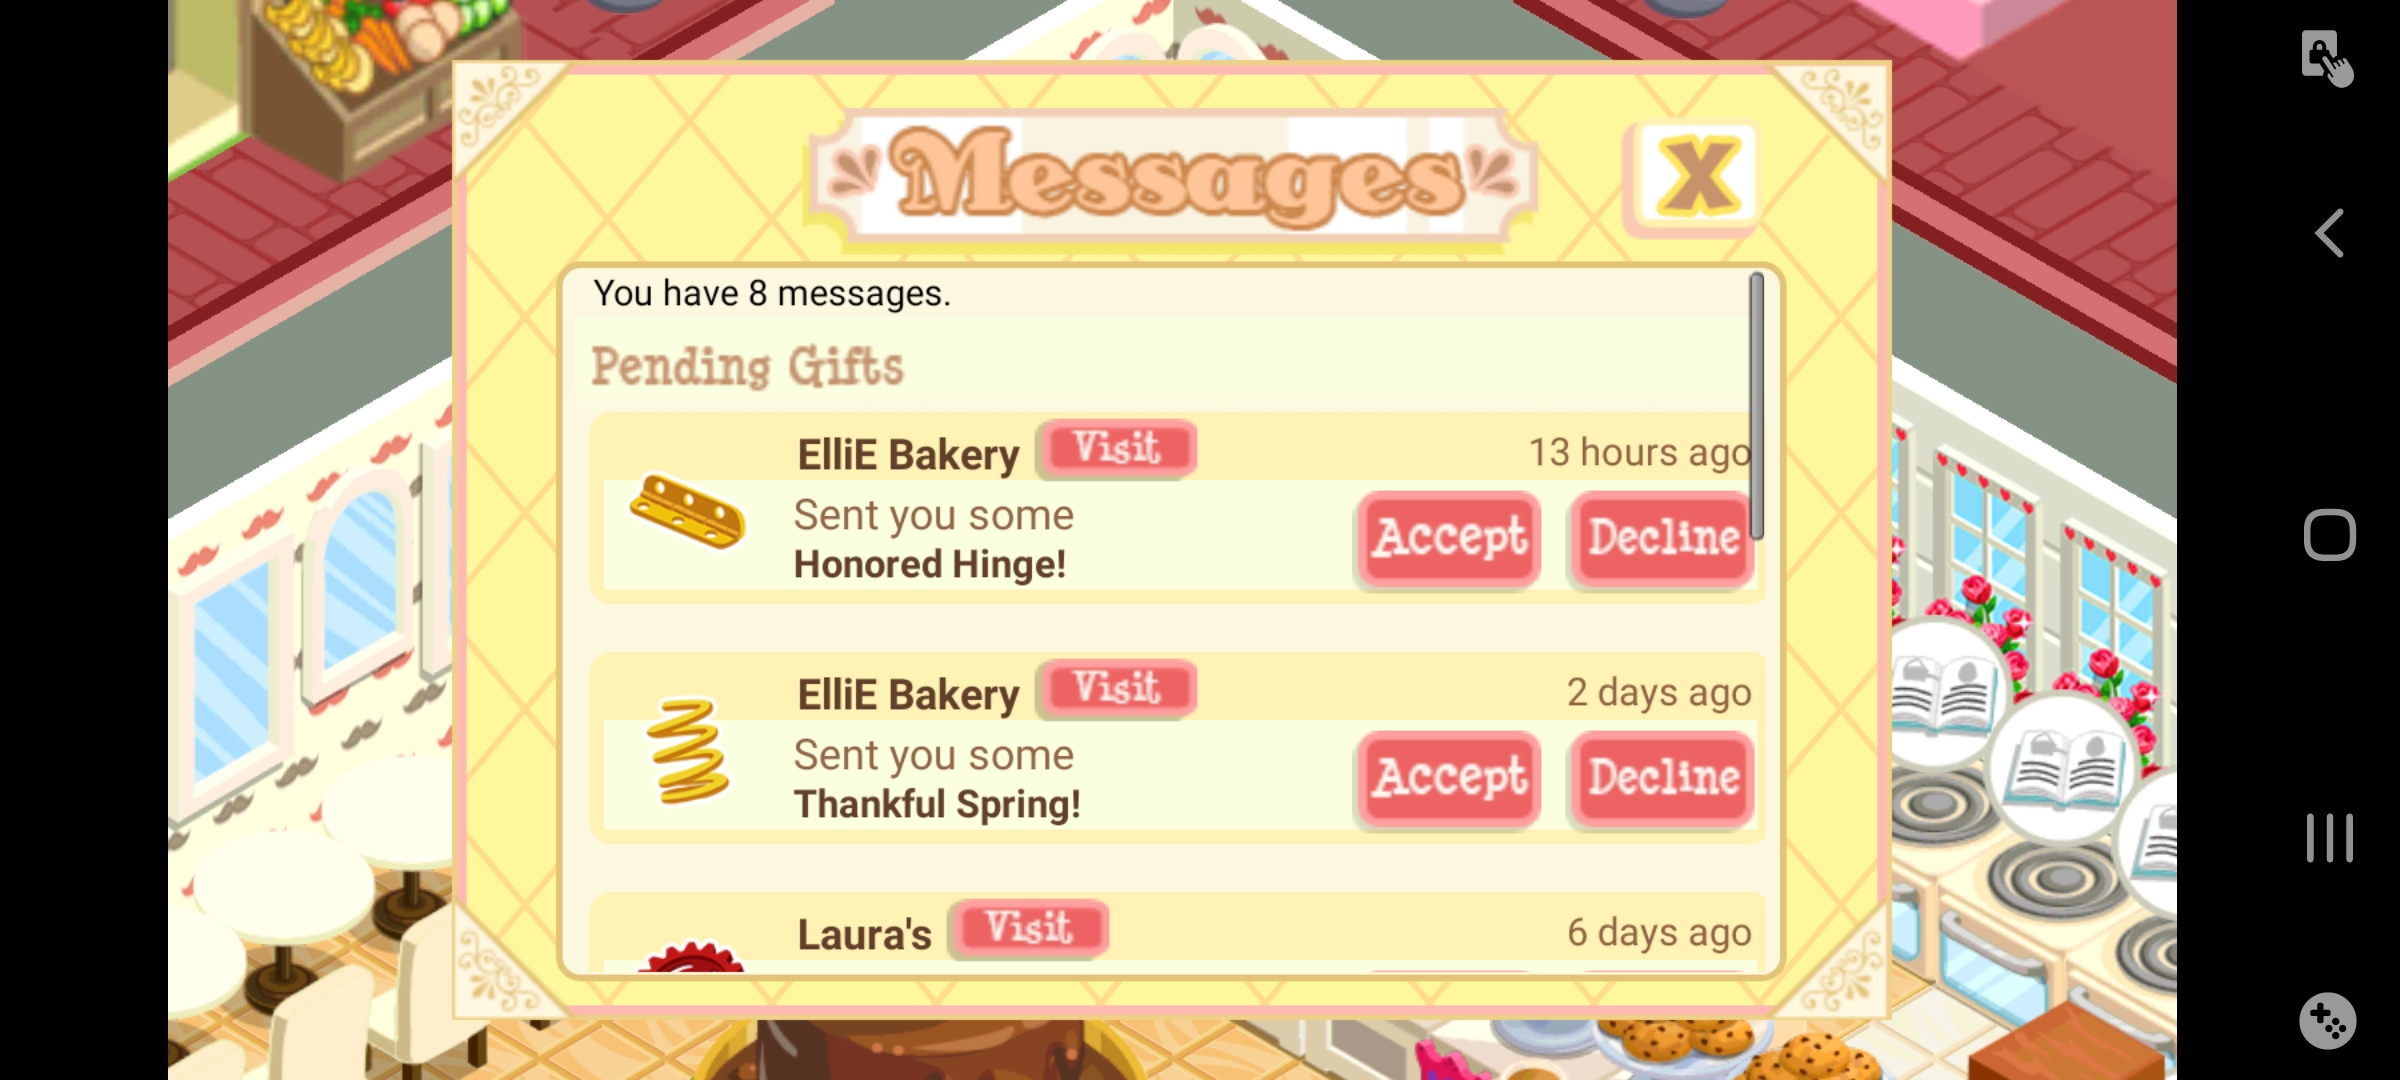 Messages
X
You have 8 messages.
Pending Gifts
ElliE Bakery Visit 13 hours ago
Sent you some
Honored Hinge!
Accept Decline
ElliE Bakery Visit 2 days ago
Sent you some
Thankful Spring!
Accept Decline
Laura's Visit 6 days ago